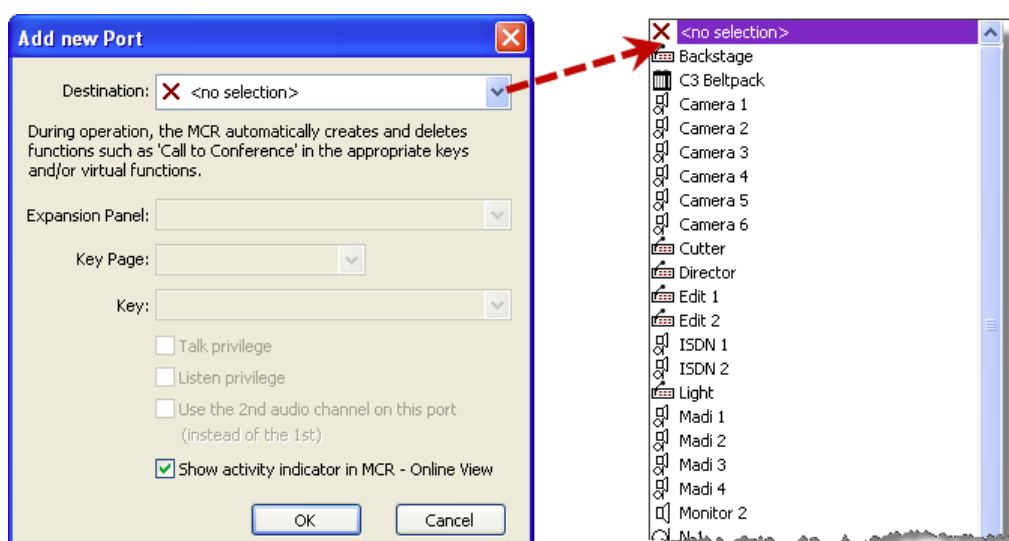 Add new Port
Destination:
<no selection>
During operation, the MCR automatically creates and deletes
functions such as 'Call to Conference' in the appropriate keys
and/or virtual functions.
Expansion Panel:
Key Page:
Key:
Talk privilege
Listen privilege
Use the 2nd audio channel on this port
(instead of the 1st)
Show activity indicator in MCR - Online View
OK
Cancel
<no selection>
Backstage
C3 Beltpack
Camera 1
Camera 2
Camera 3
Camera 4
Camera 5
Camera 6
Cutter
Director
Edit 1
Edit 2
ISDN 1
ISDN 2
Light
Madi 1
Madi 2
Madi 3
Madi 4
Monitor 2